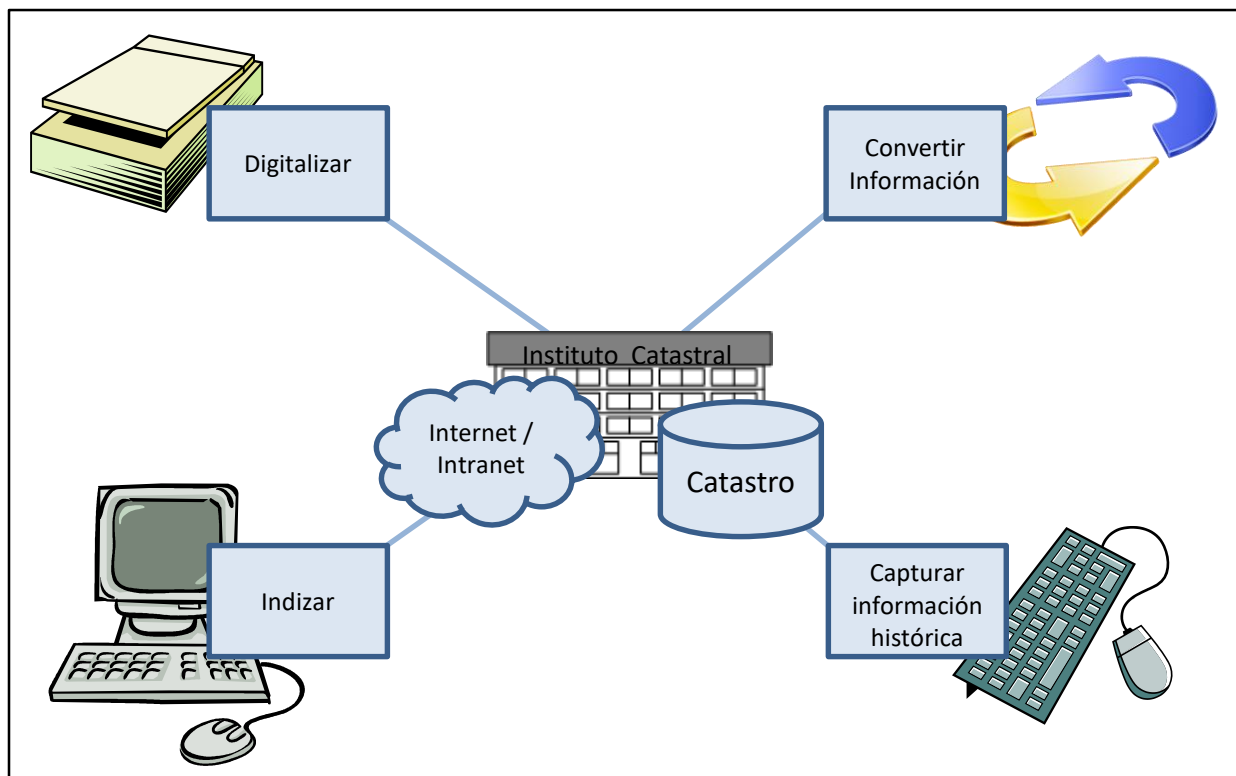 Digitalizar
Convertir
Información
Instituto Catastral
Internet /
Intranet
Catastro
Indizar
Capturar
información
histórica